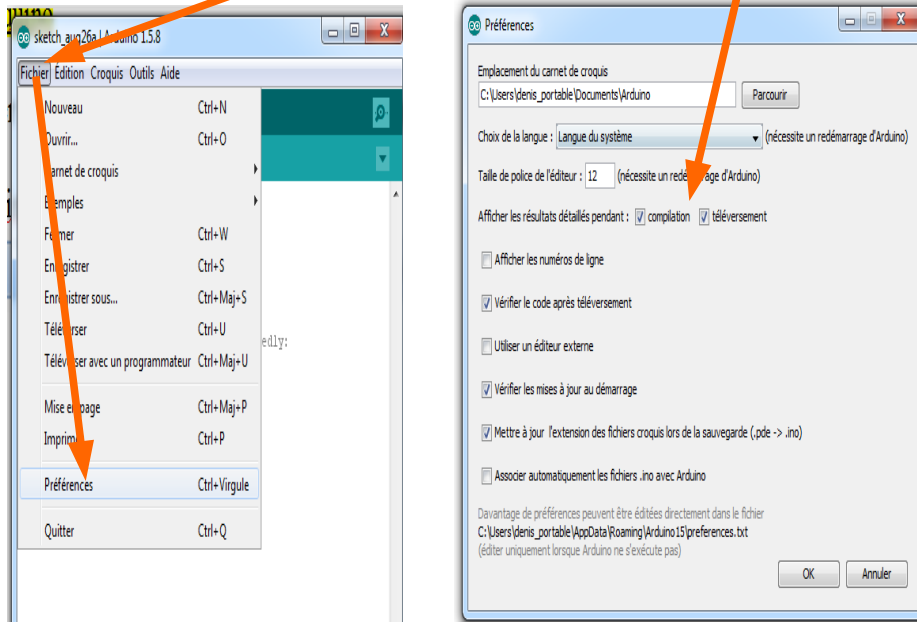 sketch_aug26a | Arduino 1.5.8
Fichier Édition Croquis Outils Aide
Nouveau Ctrl+N
Ouvrir... Ctrl+O
Carnet de croquis
Exemples
Fermer Ctrl+W
Enregistrer Ctrl+S
Enregistrer sous... Ctrl+Maj+S
Téléverser Ctrl+U
edly:
Téléverser avec un programmateur Ctrl+Maj+U
Mise en page Ctrl+Maj+P
Imprimer Ctrl+P
Préférences Ctrl+Virgule
Quitter Ctrl+Q
Préférences
Emplacement du carnet de croquis
C:\Users\denis_portable\Documents\Arduino Parcourir
Choix de la langue : Langue du système (nécessite un redémarrage d'Arduino)
Taille de police de l'éditeur : 12 (nécessite un redémarrage d'Arduino)
Afficher les résultats détaillés pendant : compilation téléversement
Afficher les numéros de ligne
Vérifier le code après téléversement
Utiliser un éditeur externe
Vérifier les mises à jour au démarrage
Mettre à jour l'extension des fichiers croquis lors de la sauvegarde (.pde -> .ino)
Associer automatiquement les fichiers .ino avec Arduino
Davantage de préférences peuvent être éditées directement dans le fichier
C:\Users\denis_portable\AppData\Roaming\Arduino15\preferences.txt
(éditer uniquement lorsque Arduino ne s'exécute pas)
OK Annuler